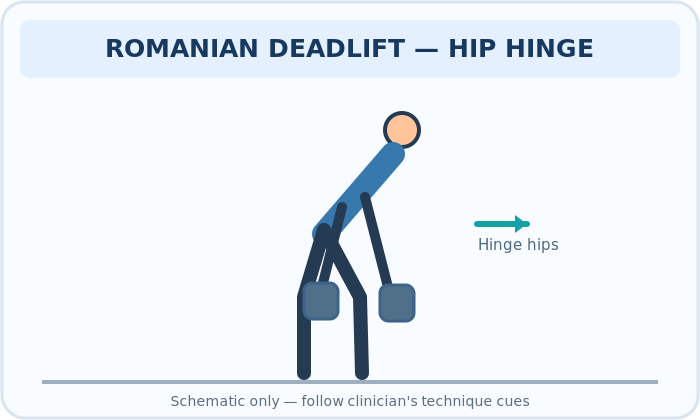 ROMANIAN DEADLIFT — HIP HINGE
Hinge hips
Schematic only — follow clinician's technique cues